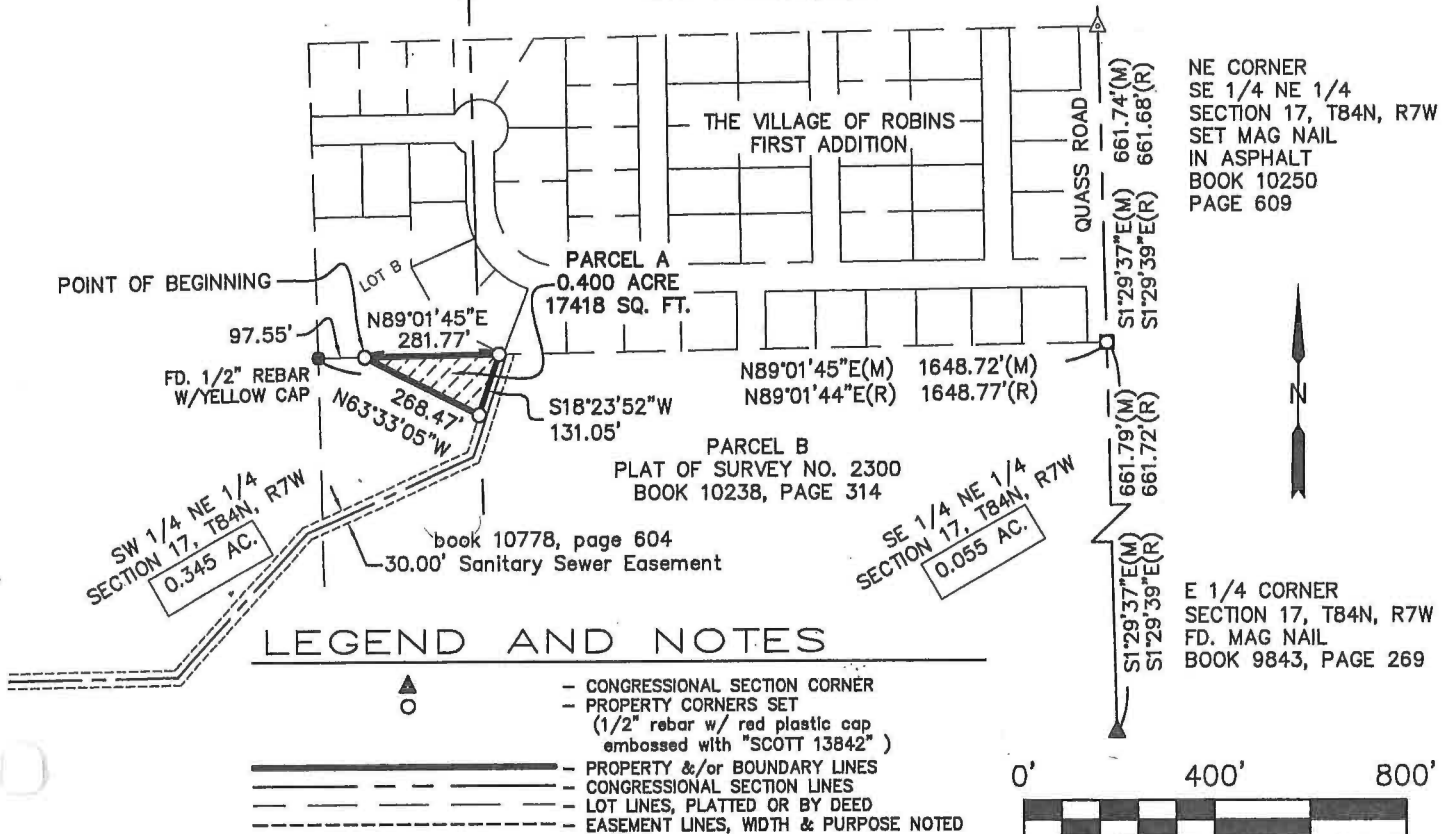 THE VILLAGE OF ROBINS
FIRST ADDITION
QUASS ROAD
661.74'(M)
661.68'(R)
S1°29'37"E(M)
S1°29'39"E(R)
NE CORNER
SE 1/4 NE 1/4
SECTION 17, T84N, R7W
SET MAG NAIL
IN ASPHALT
BOOK 10250
PAGE 609
POINT OF BEGINNING
LOT B
PARCEL A
0.400 ACRE
17418 SQ. FT.
97.55'
N89°01'45"E
281.77'
FD. 1/2" REBAR
W/YELLOW CAP
268.47'
N63°33'05"W
S18°23'52"W
131.05'
N89°01'45"E(M) 1648.72'(M)
N89°01'44"E(R) 1648.77'(R)
N
PARCEL B
PLAT OF SURVEY NO. 2300
BOOK 10238, PAGE 314
661.79'(M)
661.72'(R)
S1°29'37"E(M)
S1°29'39"E(R)
SW 1/4 NE 1/4
SECTION 17, T84N, R7W
0.345 AC.
book 10778, page 604
30.00' Sanitary Sewer Easement
SE 1/4 NE 1/4
SECTION 17, T84N, R7W
0.055 AC.
E 1/4 CORNER
SECTION 17, T84N, R7W
FD. MAG NAIL
BOOK 9843, PAGE 269
LEGEND AND NOTES
– CONGRESSIONAL SECTION CORNER
– PROPERTY CORNERS SET
(1/2" rebar w/ red plastic cap
embossed with "SCOTT 13842" )
– PROPERTY &/or BOUNDARY LINES
– CONGRESSIONAL SECTION LINES
– LOT LINES, PLATTED OR BY DEED
– EASEMENT LINES, WIDTH & PURPOSE NOTED
0' 400' 800'